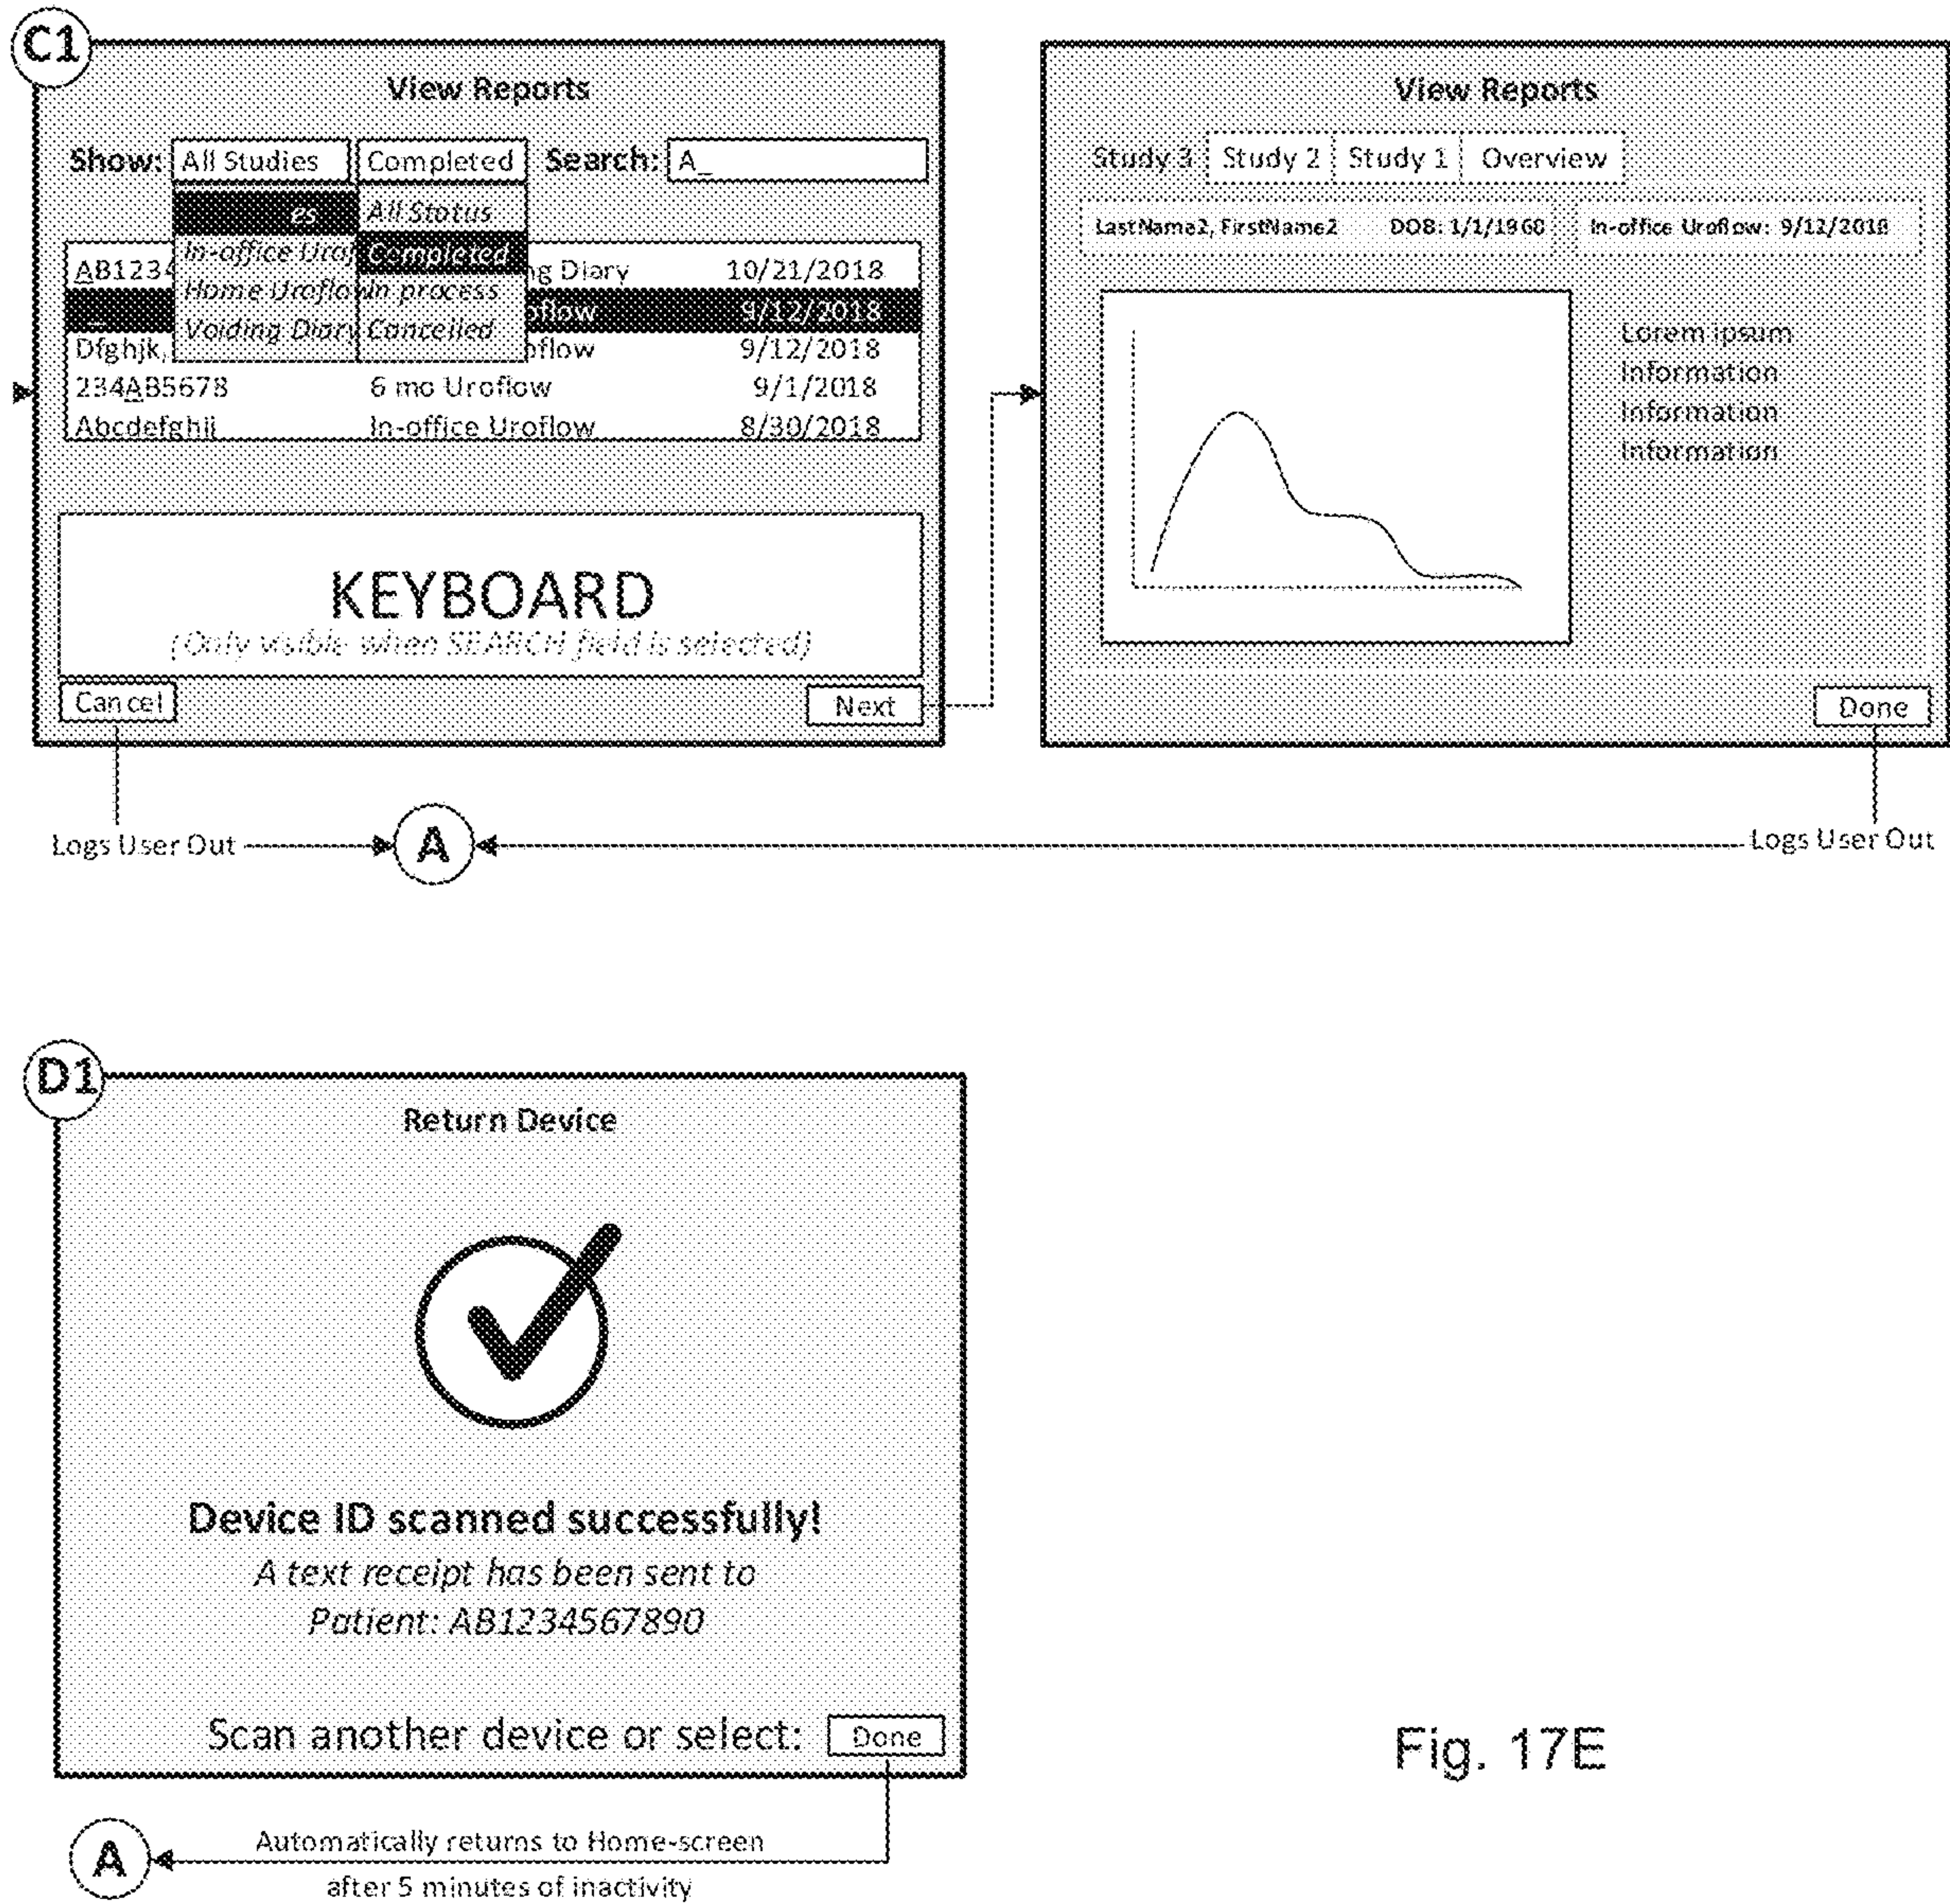 C1
View Reports
Show: All Studies Completed Search: A_
es All Status
In-office Urof Completed
Home Uroflo In process
Voiding Diary Cancelled
AB1234 ng Diary 10/21/2018
oflow 9/12/2018
Dfghjk, oflow 9/12/2018
234AB5678 6 mo Uroflow 9/1/2018
Abcdefghij In-office Uroflow 8/30/2018
KEYBOARD
(Only visible when SEARCH field is selected)
Cancel Next
View Reports
Study 3 Study 2 Study 1 Overview
LastName2, FirstName2 DOB: 1/1/1960 In-office Uroflow: 9/12/2018
Lorem ipsum
Information
Information
Information
Done
Logs User Out A Logs User Out
D1
Return Device
Device ID scanned successfully!
A text receipt has been sent to
Patient: AB1234567890
Scan another device or select: Done
A Automatically returns to Home-screen
after 5 minutes of inactivity
Fig. 17E